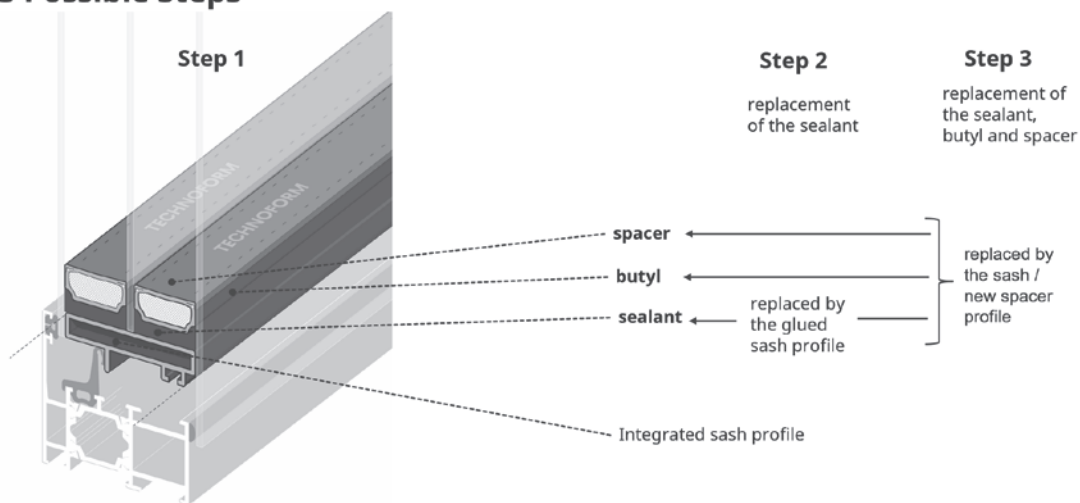 3 Possible steps
Step 1
Step 2
replacement
of the sealant
Step 3
replacement of
the sealant,
butyl and spacer
TECHNOFORM
TECHNOFORM
spacer
butyl
sealant
replaced by
the glued
sash profile
replaced by
the sash /
new spacer
profile
Integrated sash profile